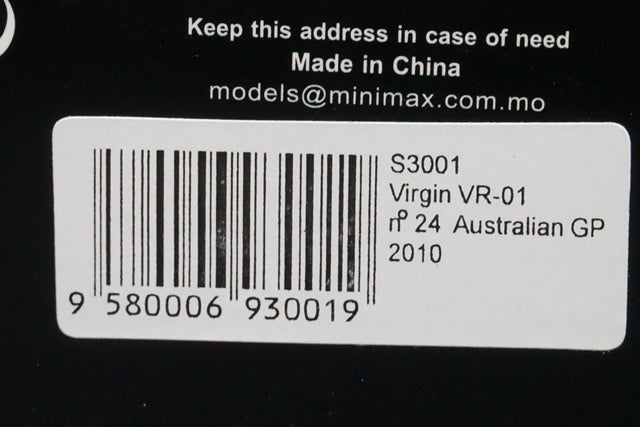 Keep this address in case of need
Made in China
models@minimax.com.mo
S3001
Virgin VR-01
nº 24 Australian GP
2010
9 580006 930019